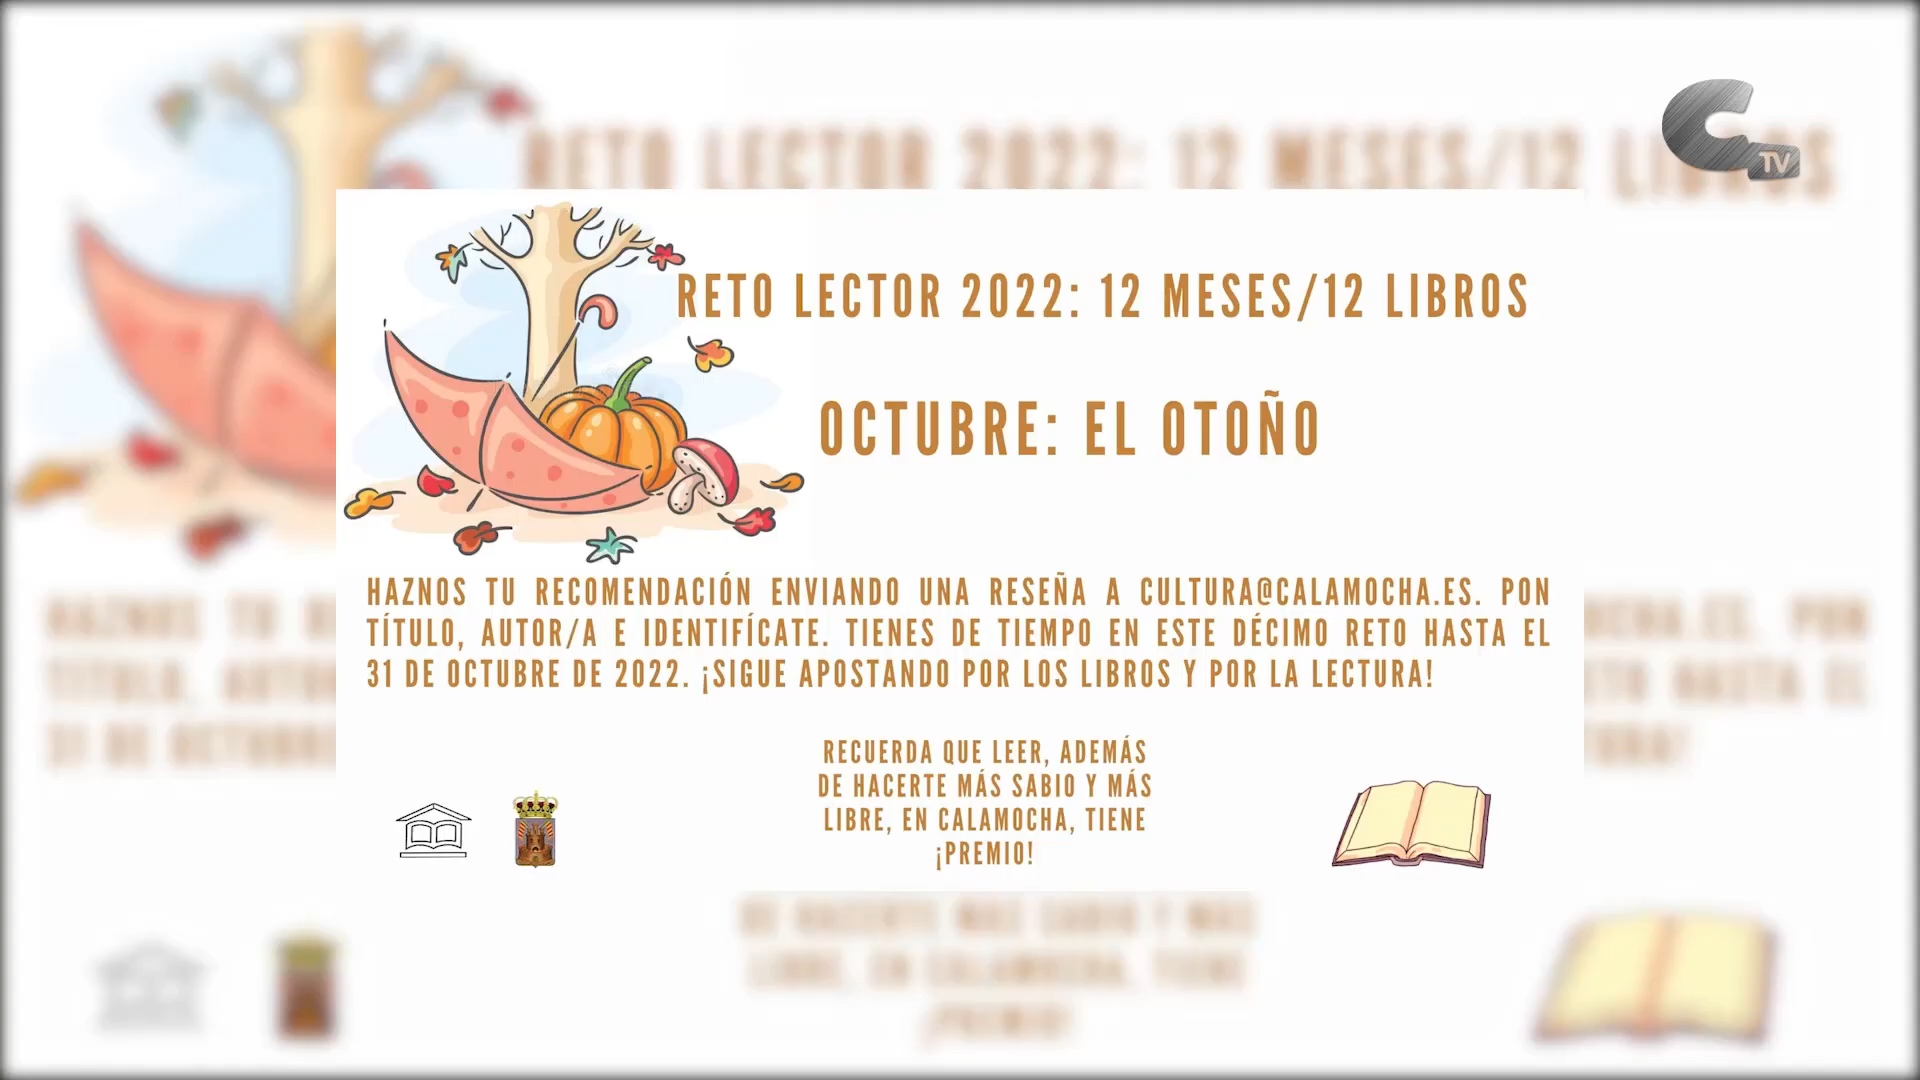 TV
RETO LECTOR 2022: 12 MESES/12 LIBROS
OCTUBRE: EL OTOÑO
HAZNOS TU RECOMENDACIÓN ENVIANDO UNA RESEÑA A CULTURA@CALAMOCHA.ES. PON
TÍTULO, AUTOR/A E IDENTIFÍCATE. TIENES DE TIEMPO EN ESTE DÉCIMO RETO HASTA EL
31 DE OCTUBRE DE 2022. ¡SIGUE APOSTANDO POR LOS LIBROS Y POR LA LECTURA!
RECUERDA QUE LEER, ADEMÁS
DE HACERTE MÁS SABIO Y MÁS
LIBRE, EN CALAMOCHA, TIENE
¡PREMIO!